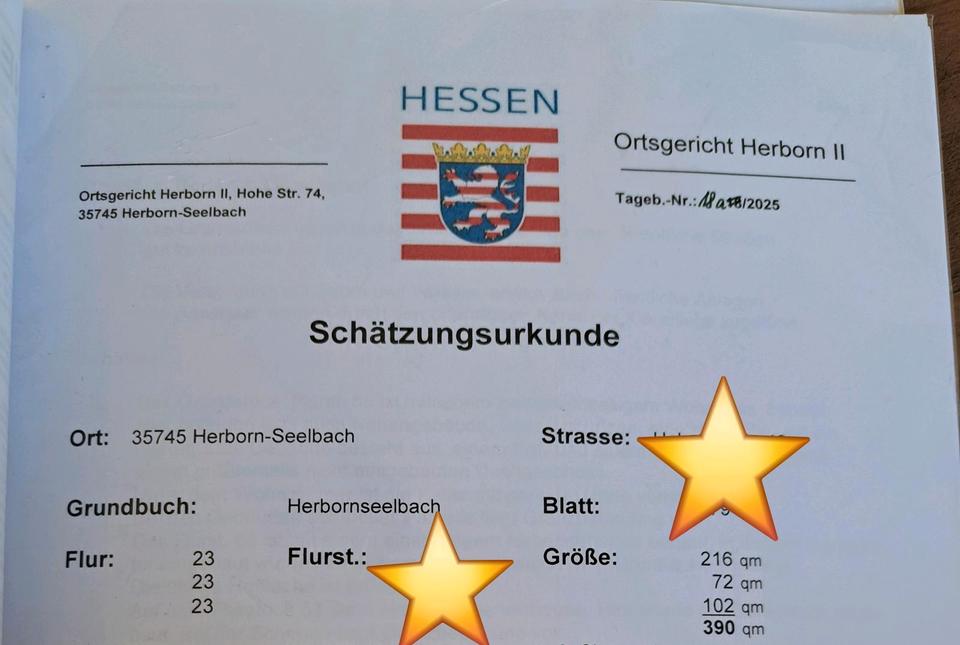 HESSEN
Ortsgericht Herborn II
Ortsgericht Herborn II, Hohe Str. 74,
35745 Herborn-Seelbach
Tageb.-Nr.: /2025
Schätzungsurkunde
Ort: 35745 Herborn-Seelbach Strasse:
Grundbuch: Herbornseelbach Blatt:
Flur: 23 Flurst.: Größe: 216 qm
23 72 qm
23 102 qm
390 qm